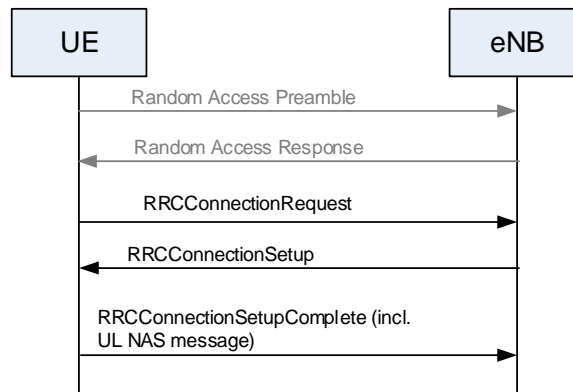 UE
eNB
Random Access Preamble
Random Access Response
RRCConnectionRequest
RRCConnectionSetup
RRCConnectionSetupComplete (incl.
UL NAS message)